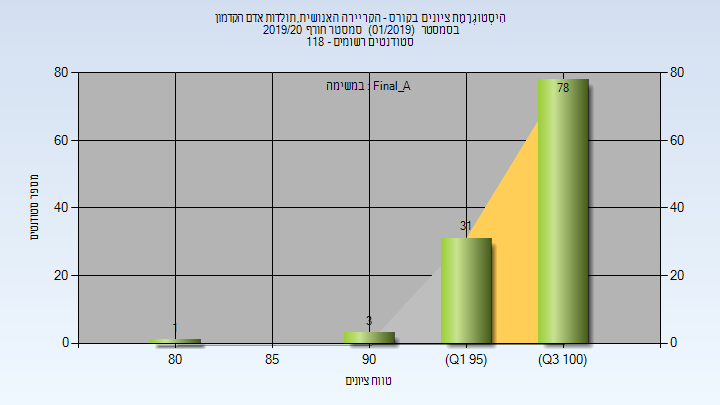 היסטוגרמת ציונים בקורס - הקריירה האנושית,תולדות אדם הקדמון
בסמסטר (01/2019) סמסטר חורף 2019/20
סטודנטים רשומים - 118
במשימה : Final_A
80 80
78
60 60
מספר סטודנטים
40 40
31
20 20
3
1
0 0
80 85 90 (Q1 95) (Q3 100)
טווח ציונים